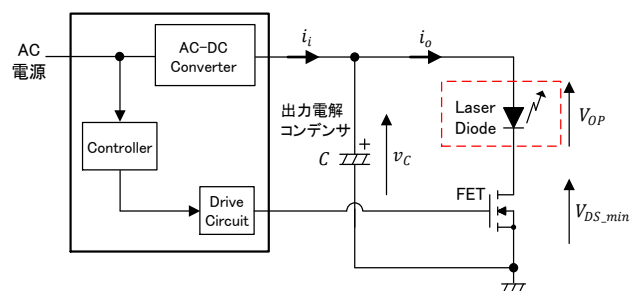 AC
電源
AC-DC
Converter
i_i
i_o
出力電解
コンデンサ
C
+
v_C
Laser
Diode
V_OP
Controller
Drive
Circuit
FET
V_DS_min